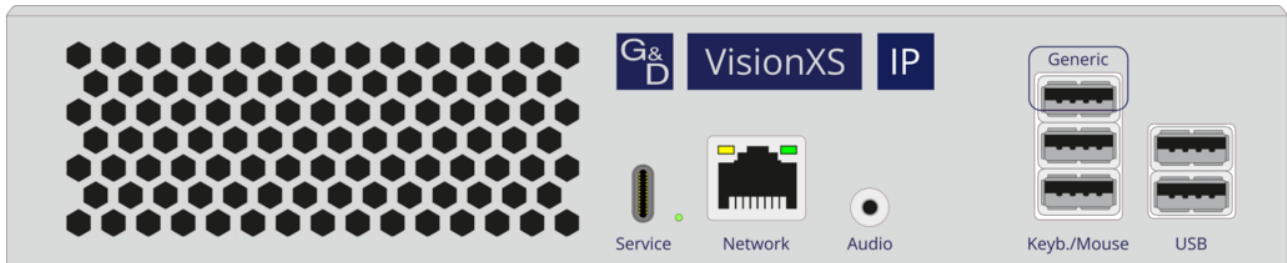 G&D VisionXS IP
Generic
Service Network Audio Keyb./Mouse USB